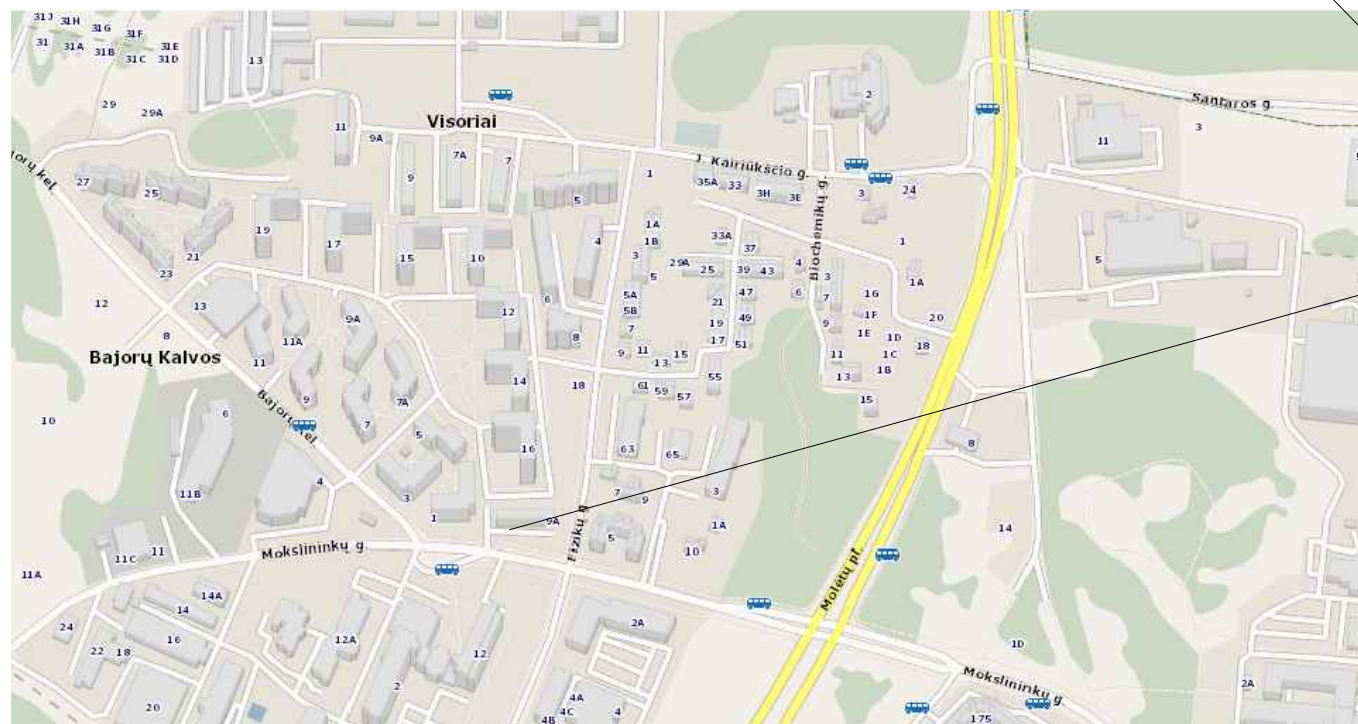 31J
31H
31G
31F
31E
31
31A
31B
31C
31D
13
29
29A
2
Santaros g.
3
11
Visoriai
11
9A
7A
7
9
J. Kairiūkščio g.
1
35A
33
3H
3E
3
24
27
25
5
Biochemikų g.
19
17
15
10
4
1A
1B
3
5
33A
37
29A
25
39
43
4
6
3
7
9
1
1A
5
21
23
12
13
8
11
11A
9A
6
12
8
5A
5B
7
9
11
13
15
21
19
17
47
49
51
1G
1F
1E
1D
1C
1B
20
18
11
13
15
Bajorų Kalvos
9
7
7A
14
18
61
59
57
55
10
6
Bajorų kel.
5
16
63
65
3
8
11B
4
3
1
9A
7
9
5
1A
10
14
Fizikų g.
11C
11
Mokslininkų g.
11A
Molėtų pl.
14A
14
24
16
22
18
12A
12
2
2A
1D
Mokslininkų g.
20
4A
4C
4B
4
175
2A